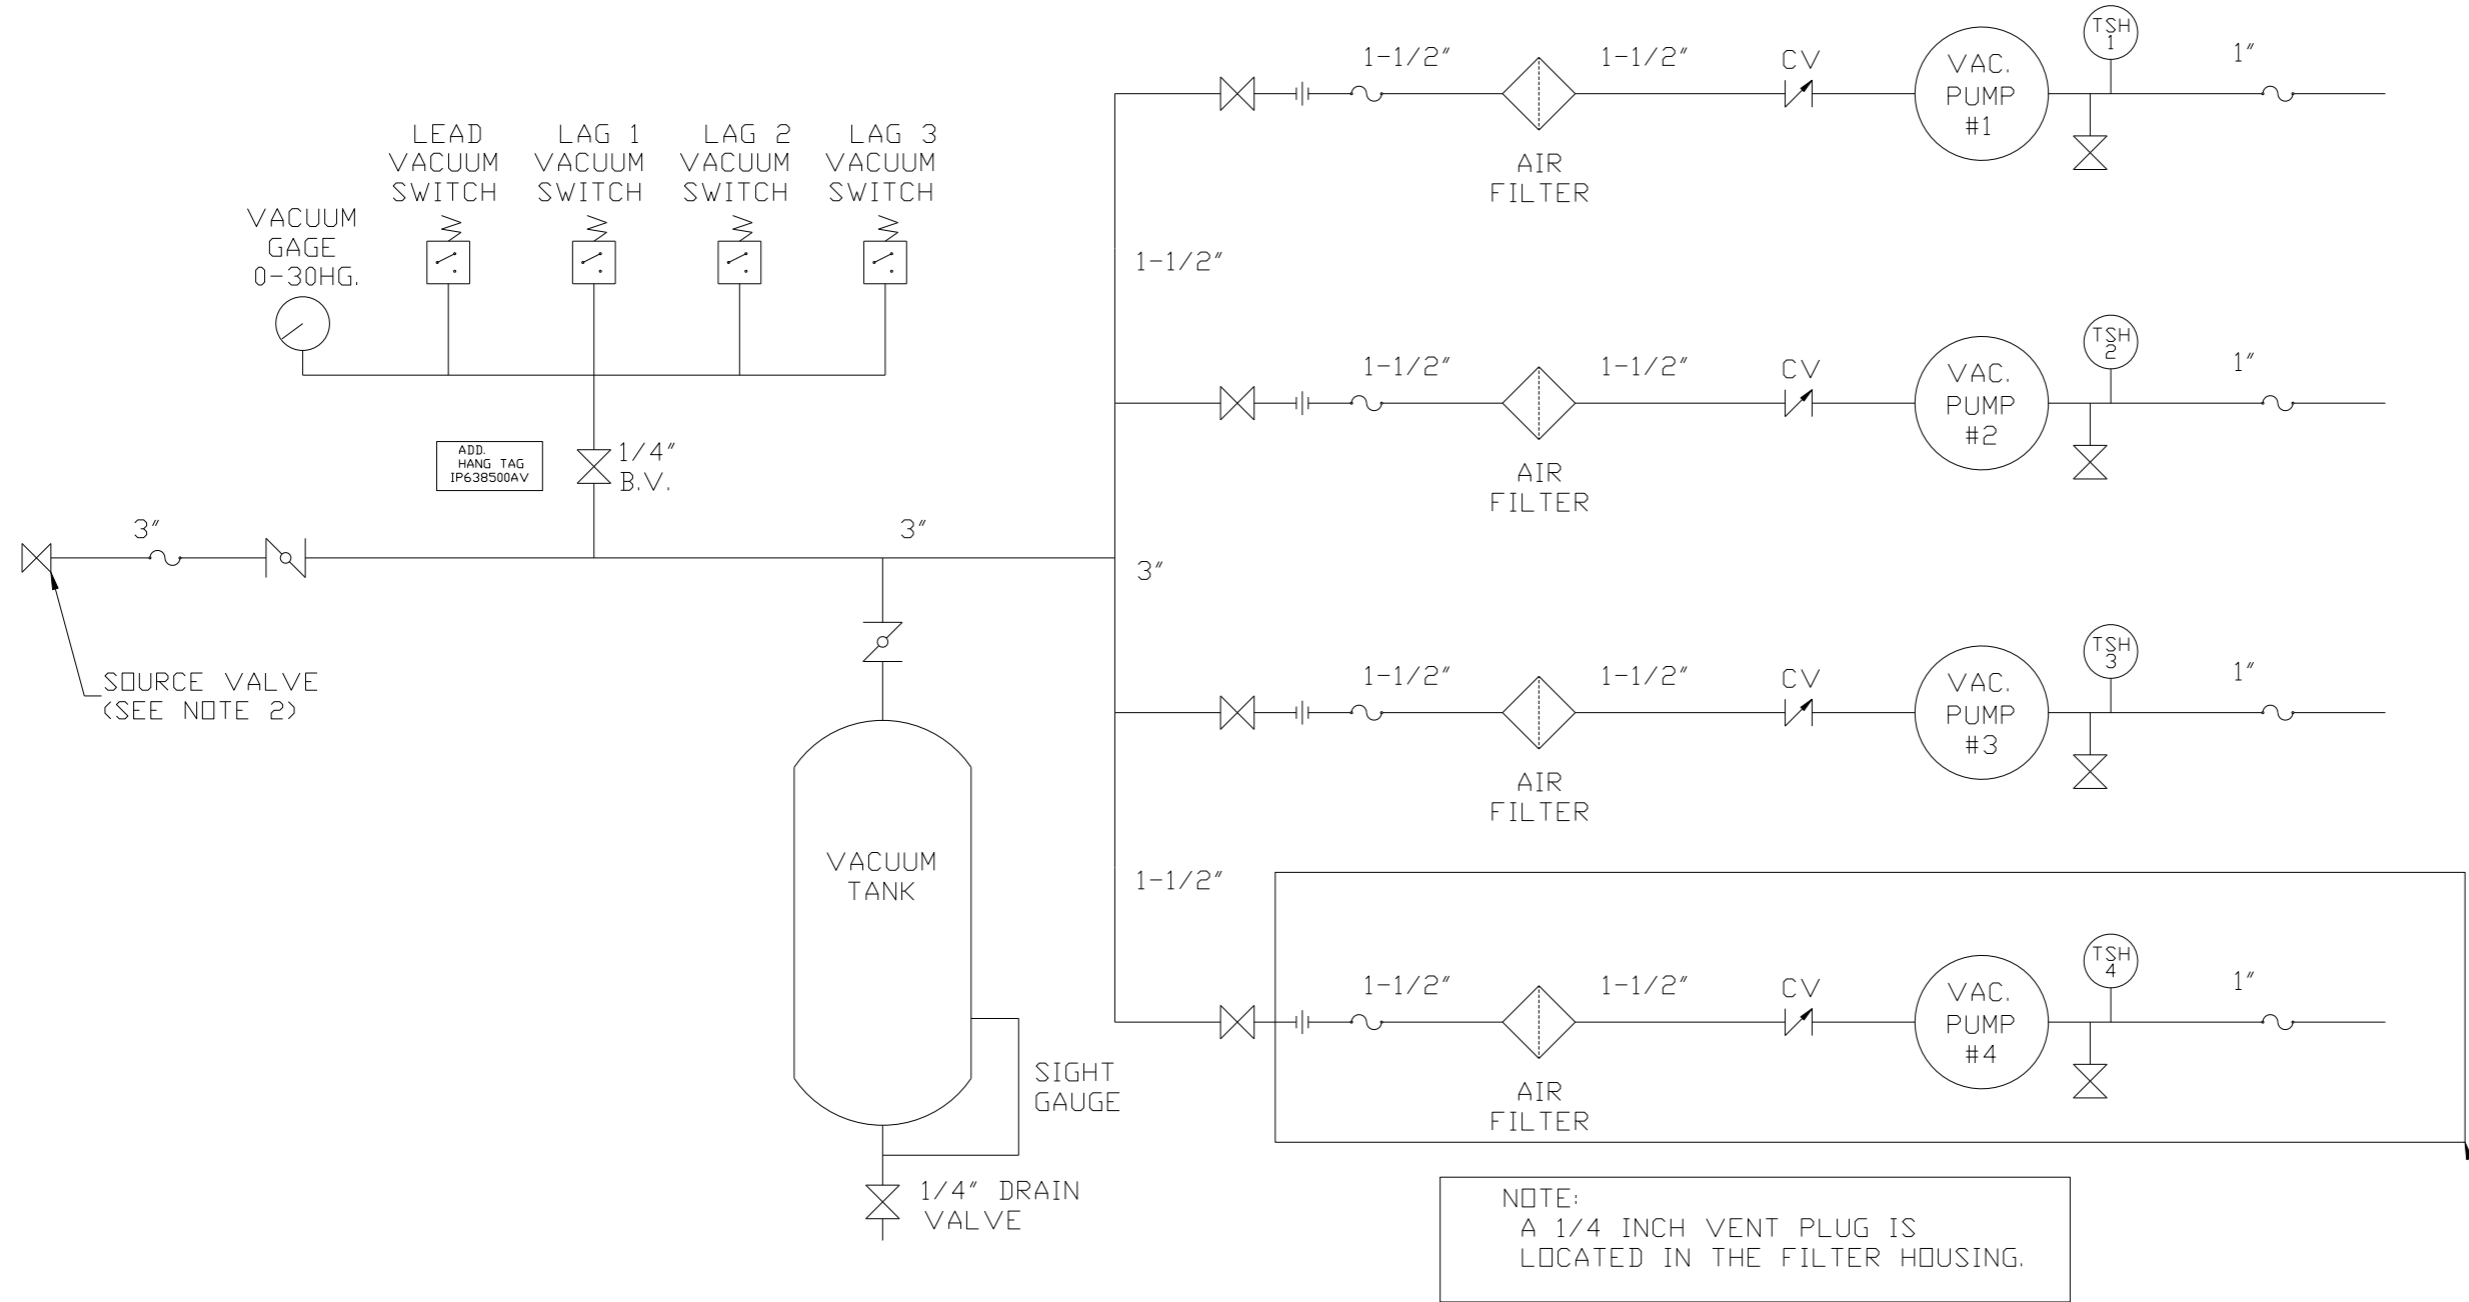 1-1/2"
1-1/2"
CV
VAC.
PUMP
#1
TSH
1
1"
AIR
FILTER
LEAD
VACUUM
SWITCH
LAG 1
VACUUM
SWITCH
LAG 2
VACUUM
SWITCH
LAG 3
VACUUM
SWITCH
VACUUM
GAGE
0-30HG.
1-1/2"
1-1/2"
1-1/2"
CV
VAC.
PUMP
#2
TSH
2
1"
AIR
FILTER
ADD.
HANG TAG
IP638500AV
1/4"
B.V.
3"
3"
3"
SOURCE VALVE
(SEE NOTE 2)
1-1/2"
1-1/2"
CV
VAC.
PUMP
#3
TSH
3
1"
AIR
FILTER
VACUUM
TANK
1-1/2"
1-1/2"
1-1/2"
CV
VAC.
PUMP
#4
TSH
4
1"
AIR
FILTER
SIGHT
GAUGE
1/4" DRAIN
VALVE
NOTE:
A 1/4 INCH VENT PLUG IS
LOCATED IN THE FILTER HOUSING.